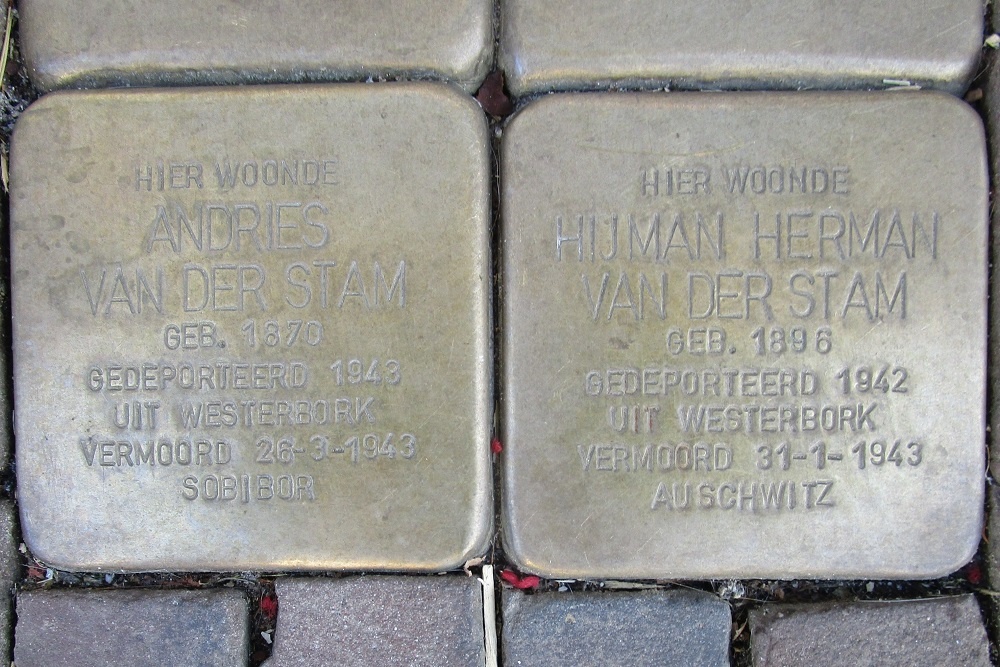 HIER WOONDE
ANDRIES
VAN DER STAM
GEB. 1870
GEDEPORTEERD 1943
UIT WESTERBORK
VERMOORD 26-3-1943
SOBIBOR
HIER WOONDE
HIJMAN HERMAN
VAN DER STAM
GEB. 1896
GEDEPORTEERD 1942
UIT WESTERBORK
VERMOORD 31-1-1943
AUSCHWITZ